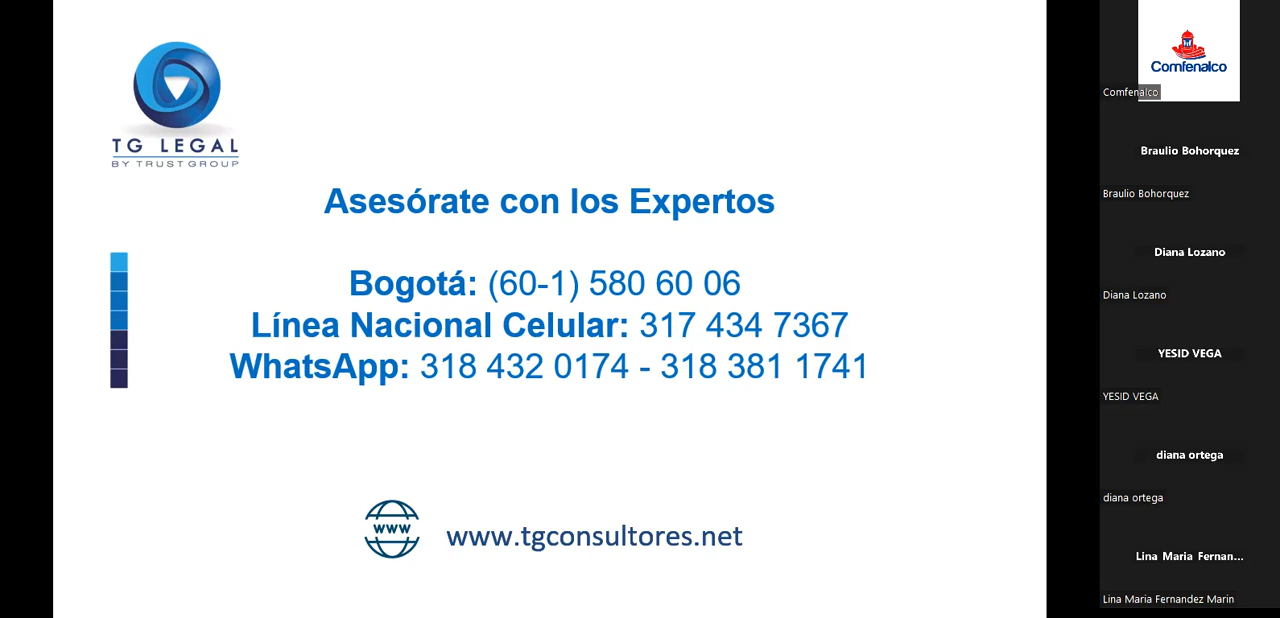 TG LEGAL
BY TRUSTGROUP
Asesórate con los Expertos
Bogotá: (60-1) 580 60 06
Línea Nacional Celular: 317 434 7367
WhatsApp: 318 432 0174 - 318 381 1741
www
www.tgconsultores.net
Comfenalco
Comfenalco
Braulio Bohorquez
Braulio Bohorquez
Diana Lozano
Diana Lozano
YESID VEGA
YESID VEGA
diana ortega
diana ortega
Lina Maria Fernan...
Lina Maria Fernandez Marin